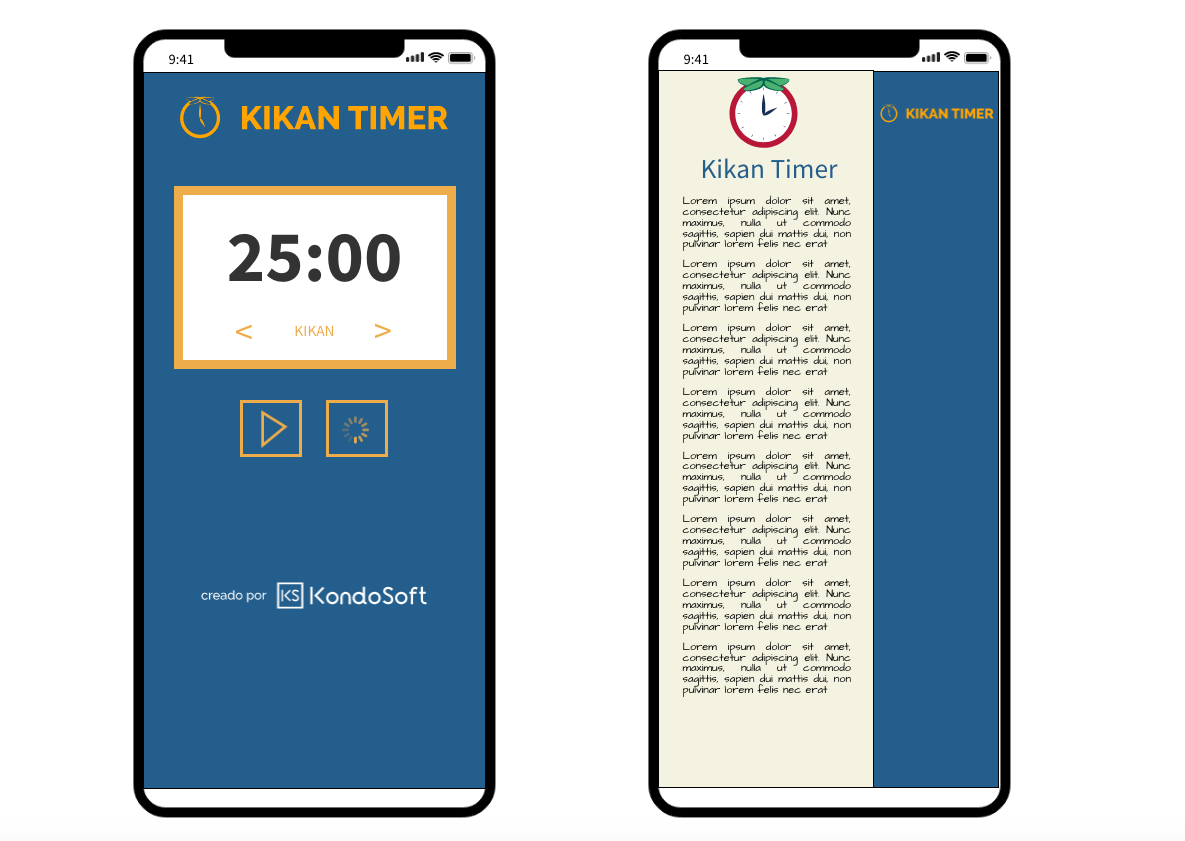 9:41
KIKAN TIMER
25:00
< KIKAN >
creado por KS KondoSoft
9:41
Kikan Timer
Lorem ipsum dolor sit amet,
consectetur adipiscing elit. Nunc
maximus, nulla ut commodo
sagittis, sapien dui mattis dui, non
pulvinar lorem felis nec erat
Lorem ipsum dolor sit amet,
consectetur adipiscing elit. Nunc
maximus, nulla ut commodo
sagittis, sapien dui mattis dui, non
pulvinar lorem felis nec erat
Lorem ipsum dolor sit amet,
consectetur adipiscing elit. Nunc
maximus, nulla ut commodo
sagittis, sapien dui mattis dui, non
pulvinar lorem felis nec erat
Lorem ipsum dolor sit amet,
consectetur adipiscing elit. Nunc
maximus, nulla ut commodo
sagittis, sapien dui mattis dui, non
pulvinar lorem felis nec erat
Lorem ipsum dolor sit amet,
consectetur adipiscing elit. Nunc
maximus, nulla ut commodo
sagittis, sapien dui mattis dui, non
pulvinar lorem felis nec erat
Lorem ipsum dolor sit amet,
consectetur adipiscing elit. Nunc
maximus, nulla ut commodo
sagittis, sapien dui mattis dui, non
pulvinar lorem felis nec erat
Lorem ipsum dolor sit amet,
consectetur adipiscing elit. Nunc
maximus, nulla ut commodo
sagittis, sapien dui mattis dui, non
pulvinar lorem felis nec erat
Lorem ipsum dolor sit amet,
consectetur adipiscing elit. Nunc
maximus, nulla ut commodo
sagittis, sapien dui mattis dui, non
pulvinar lorem felis nec erat
KIKAN TIMER